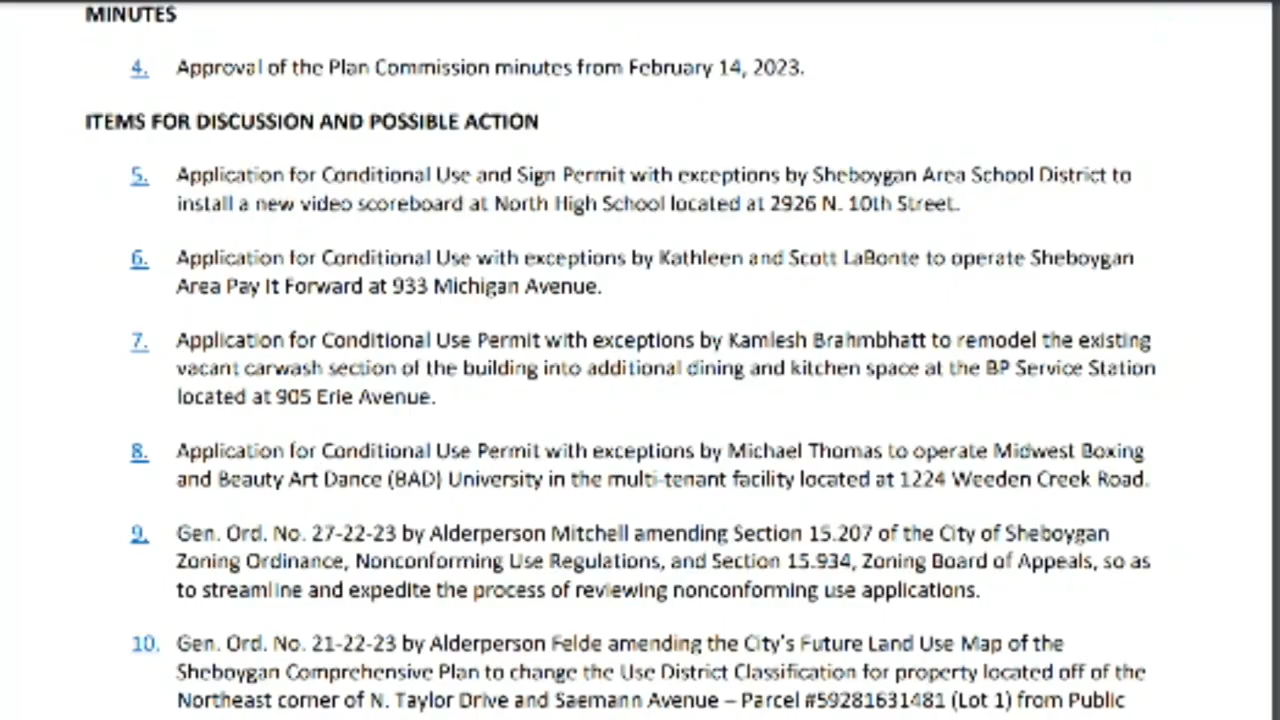 MINUTES
4. Approval of the Plan Commission minutes from February 14, 2023.
ITEMS FOR DISCUSSION AND POSSIBLE ACTION
5. Application for Conditional Use and Sign Permit with exceptions by Sheboygan Area School District to
install a new video scoreboard at North High School located at 2926 N. 10th Street.
6. Application for Conditional Use with exceptions by Kathleen and Scott LaBonte to operate Sheboygan
Area Pay It Forward at 933 Michigan Avenue.
7. Application for Conditional Use Permit with exceptions by Kamlesh Brahmbhatt to remodel the existing
vacant carwash section of the building into additional dining and kitchen space at the BP Service Station
located at 905 Erie Avenue.
8. Application for Conditional Use Permit with exceptions by Michael Thomas to operate Midwest Boxing
and Beauty Art Dance (BAD) University in the multi-tenant facility located at 1224 Weeden Creek Road.
9. Gen. Ord. No. 27-22-23 by Alderperson Mitchell amending Section 15.207 of the City of Sheboygan
Zoning Ordinance, Nonconforming Use Regulations, and Section 15.934, Zoning Board of Appeals, so as
to streamline and expedite the process of reviewing nonconforming use applications.
10. Gen. Ord. No. 21-22-23 by Alderperson Felde amending the City's Future Land Use Map of the
Sheboygan Comprehensive Plan to change the Use District Classification for property located off of the
Northeast corner of N. Taylor Drive and Saemann Avenue – Parcel #59281631481 (Lot 1) from Public